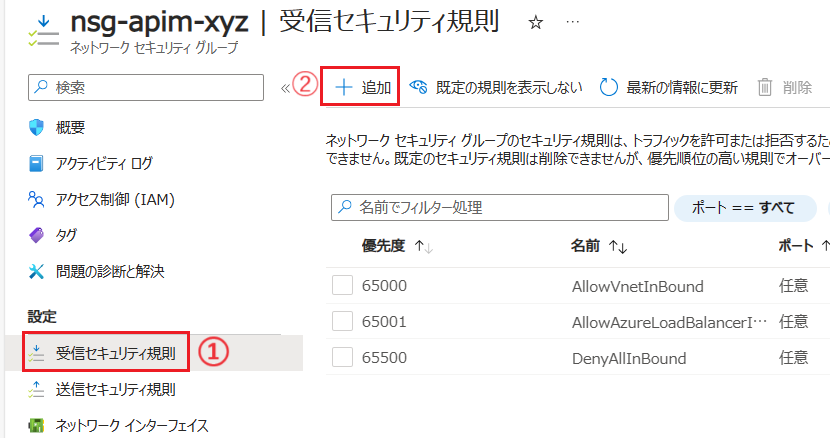 nsg-apim-xyz | 受信セキュリティ規則 ☆ …
ネットワーク セキュリティ グループ
検索
«
② + 追加 既定の規則を表示しない 最新の情報に更新 削除
概要
アクティビティ ログ
アクセス制御 (IAM)
タグ
問題の診断と解決
設定
受信セキュリティ規則 ①
送信セキュリティ規則
ネットワーク インターフェイス
ネットワーク セキュリティ グループのセキュリティ規則は、トラフィックを許可または拒否するため
できません。既定のセキュリティ規則は削除できませんが、優先順位の高い規則でオーバー
名前でフィルター処理 ポート == すべて
優先度 ↑↓ 名前 ↑↓ ポート ↑
65000 AllowVnetInBound 任意
65001 AllowAzureLoadBalancerI… 任意
65500 DenyAllInBound 任意